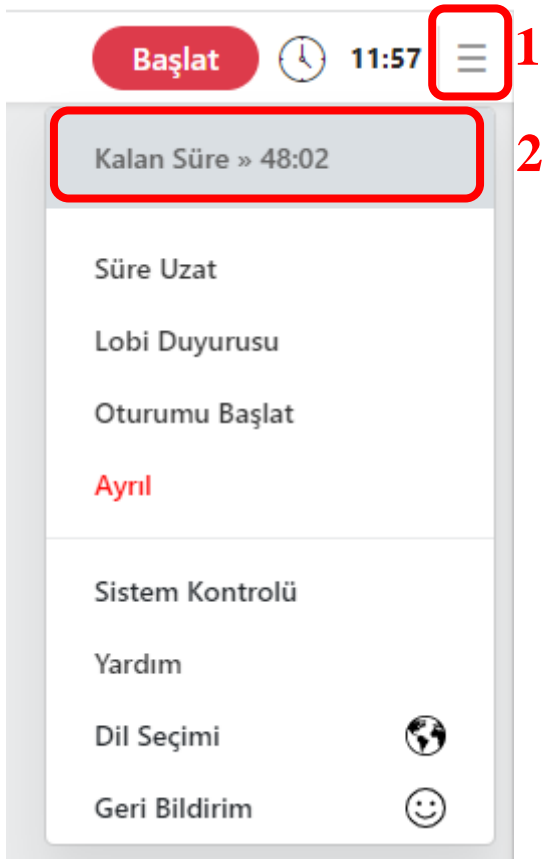 Başlat 11:57 1
Kalan Süre » 48:02 2
Süre Uzat
Lobi Duyurusu
Oturumu Başlat
Ayrıl
Sistem Kontrolü
Yardım
Dil Seçimi
Geri Bildirim